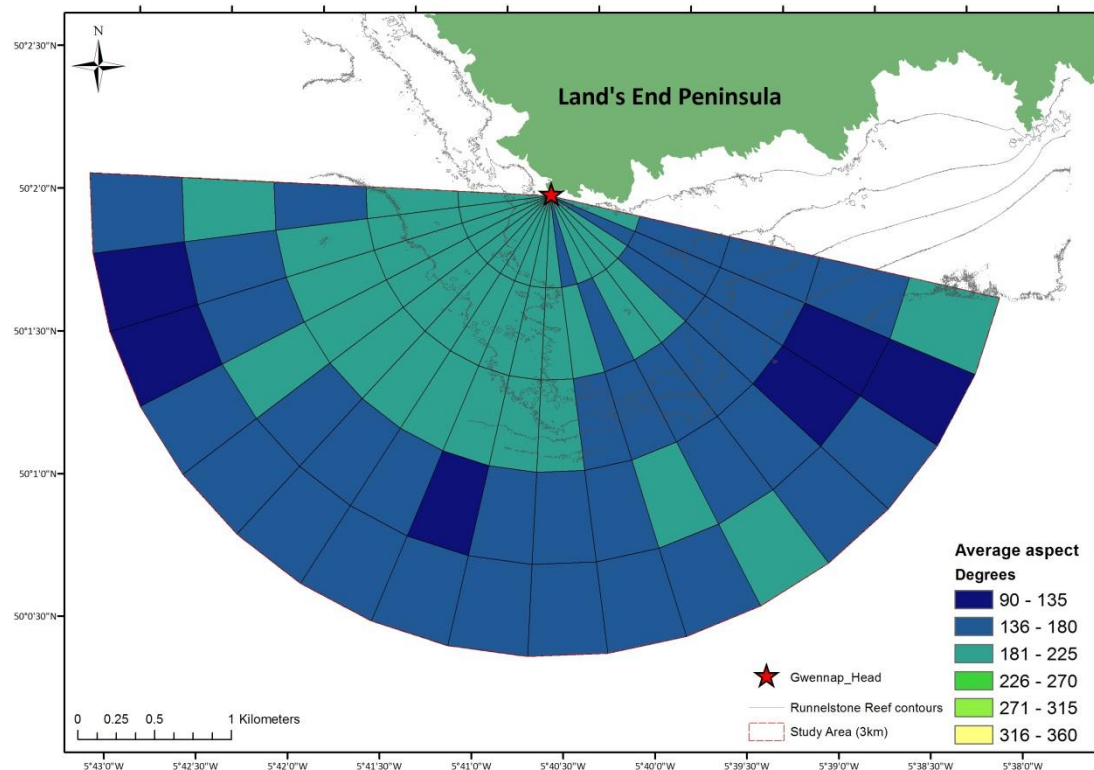 N
Land's End Peninsula
50°2'30"N
50°2'0"N
50°1'30"N
50°1'0"N
50°0'30"N
Average aspect
Degrees
90 - 135
136 - 180
181 - 225
226 - 270
271 - 315
316 - 360
Gwennap_Head
Runnelstone Reef contours
Study Area (3km)
0 0.25 0.5 1 Kilometers
5°43'0"W 5°42'30"W 5°42'0"W 5°41'30"W 5°41'0"W 5°40'30"W 5°40'0"W 5°39'30"W 5°39'0"W 5°38'30"W 5°38'0"W